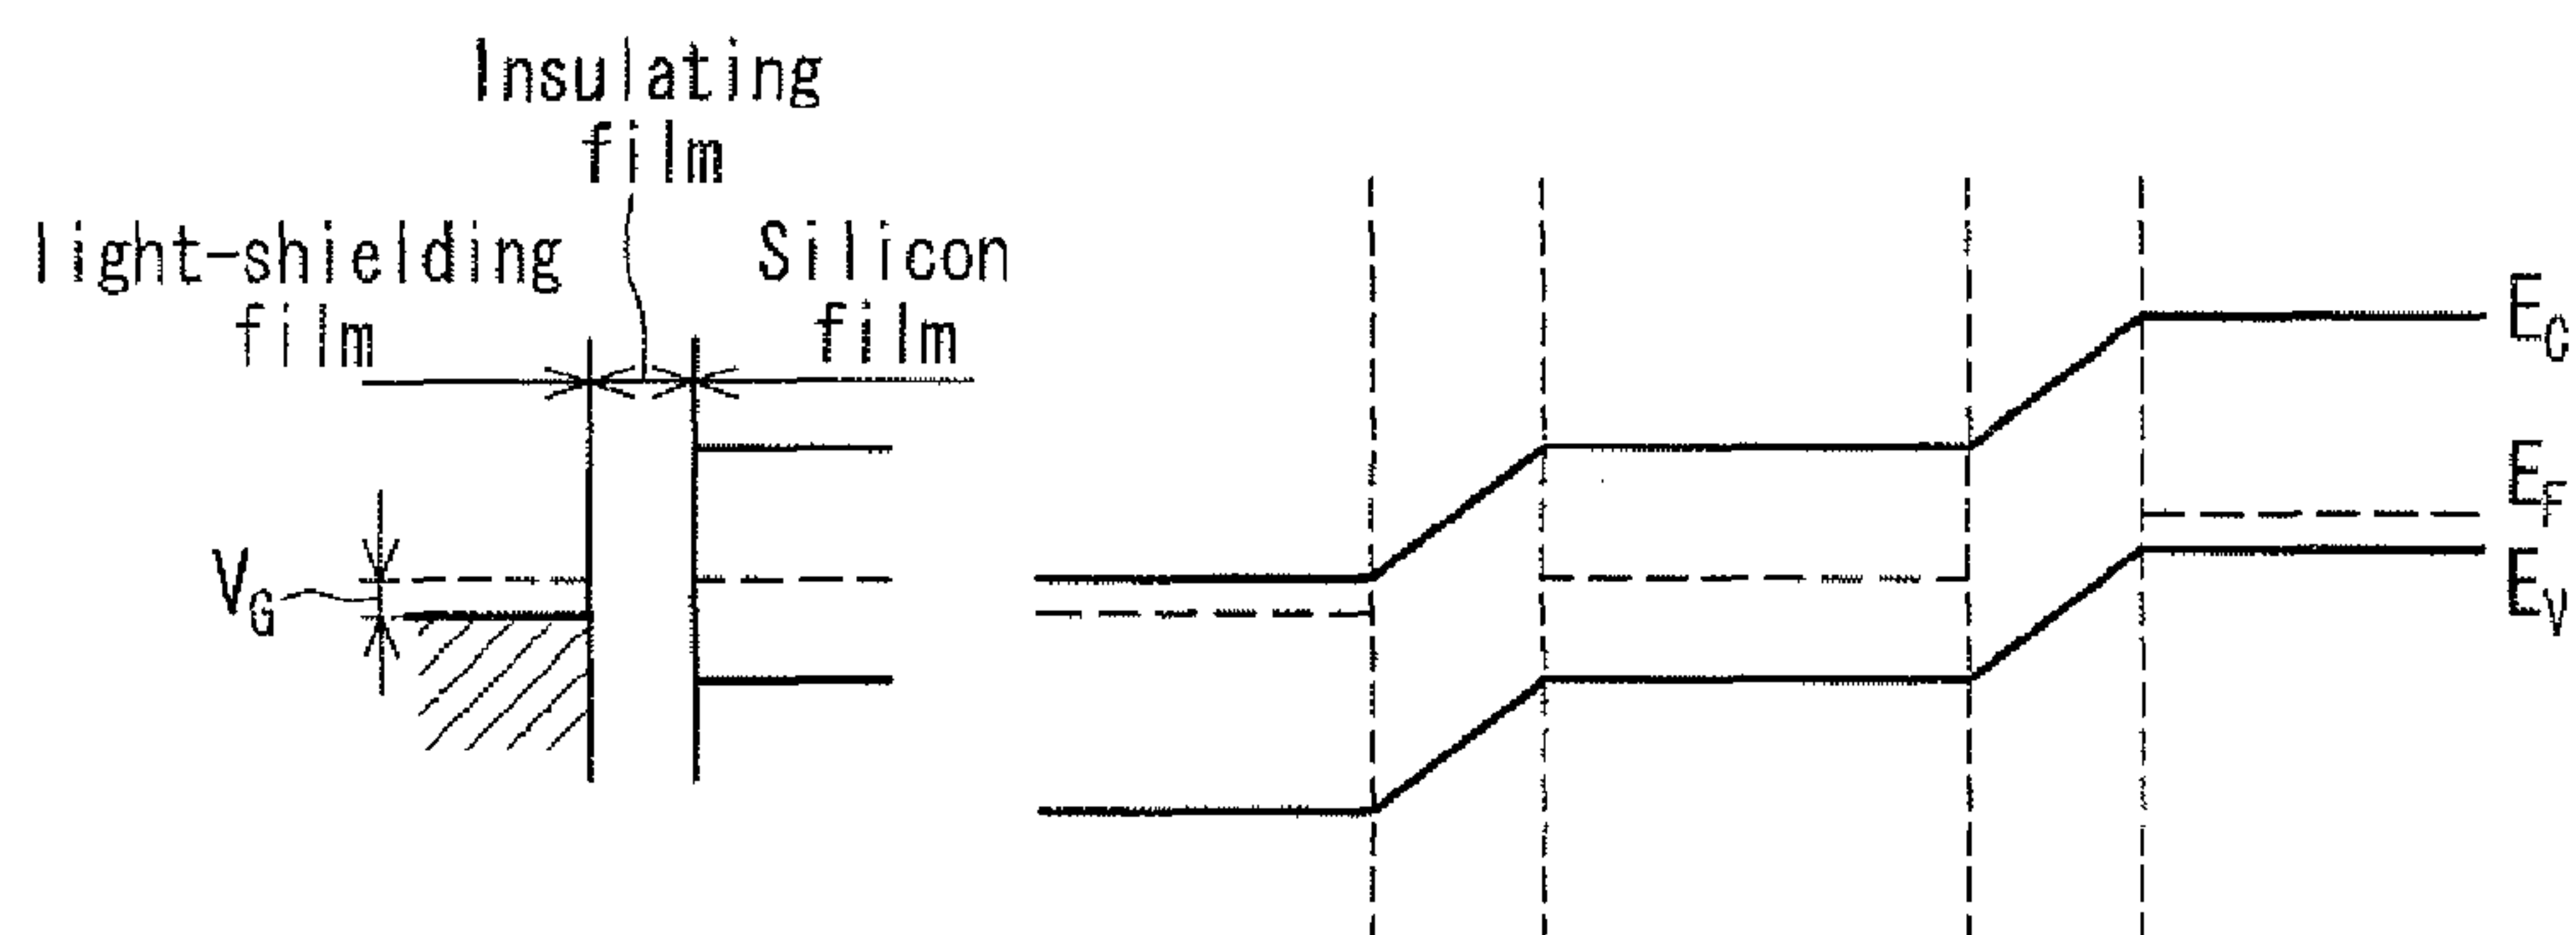 Insulating
film
light-shielding
film
Silicon
film
V_G
E_C
E_F
E_V